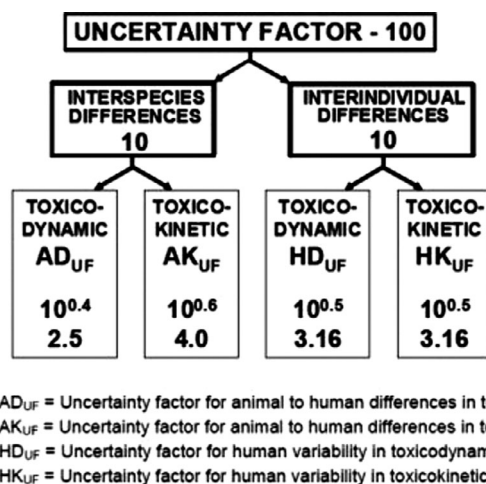 UNCERTAINTY FACTOR - 100
INTERSPECIES
DIFFERENCES
10
INTERINDIVIDUAL
DIFFERENCES
10
TOXICO-
DYNAMIC
AD_UF
10^0.4
2.5
TOXICO-
KINETIC
AK_UF
10^0.6
4.0
TOXICO-
DYNAMIC
HD_UF
10^0.5
3.16
TOXICO-
KINETIC
HK_UF
10^0.5
3.16
AD_UF = Uncertainty factor for animal to human differences in
AK_UF = Uncertainty factor for animal to human differences in
HD_UF = Uncertainty factor for human variability in
HK_UF = Uncertainty factor for human variability in